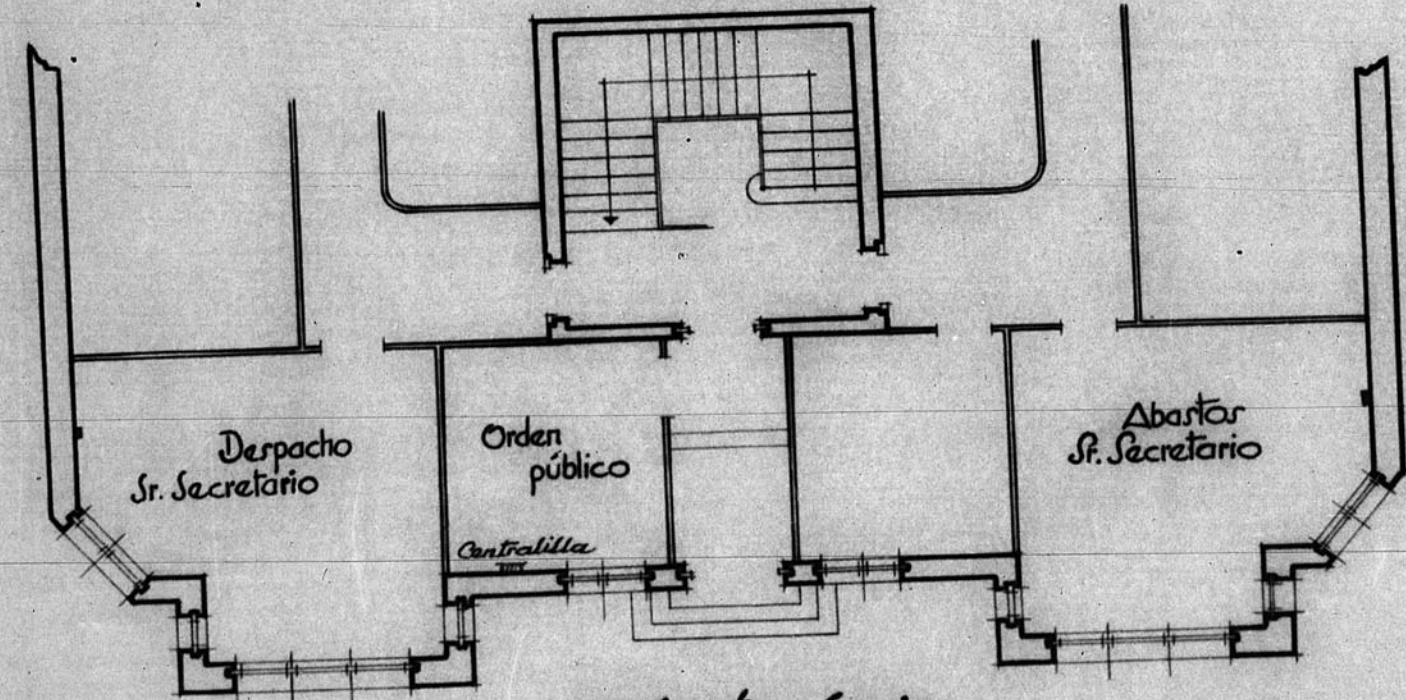 Despacho
Sr. Secretario
Orden
público
Centralilla
Abastos
Sr. Secretario